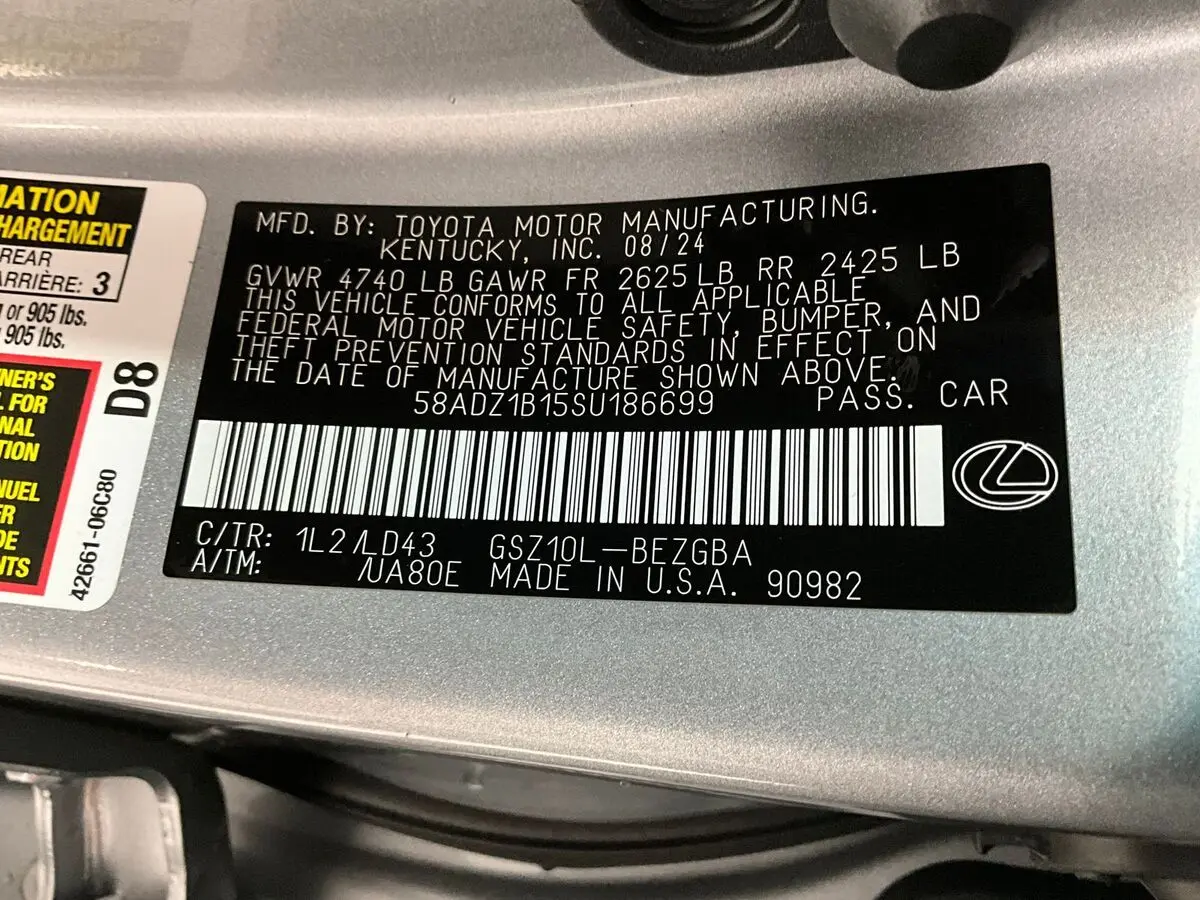 MATION
HARGEMENT
REAR
ARRIÈRE: 3
or 905 lbs.
905 lbs.
NER'S
FOR
NAL
TION
NUEL
ER
DE
NTS
D8
42661-06C80
MFD. BY: TOYOTA MOTOR MANUFACTURING.
KENTUCKY, INC. 08/24
GVWR 4740 LB GAWR FR 2625 LB RR 2425 LB
THIS VEHICLE CONFORMS TO ALL APPLICABLE
FEDERAL MOTOR VEHICLE SAFETY, BUMPER, AND
THEFT PREVENTION STANDARDS IN EFFECT ON
THE DATE OF MANUFACTURE SHOWN ABOVE.
58ADZ1B15SU186699 PASS. CAR
C/TR: 1L2/LD43 GSZ10L-BEZGBA
A/TM: /UA80E MADE IN U.S.A. 90982